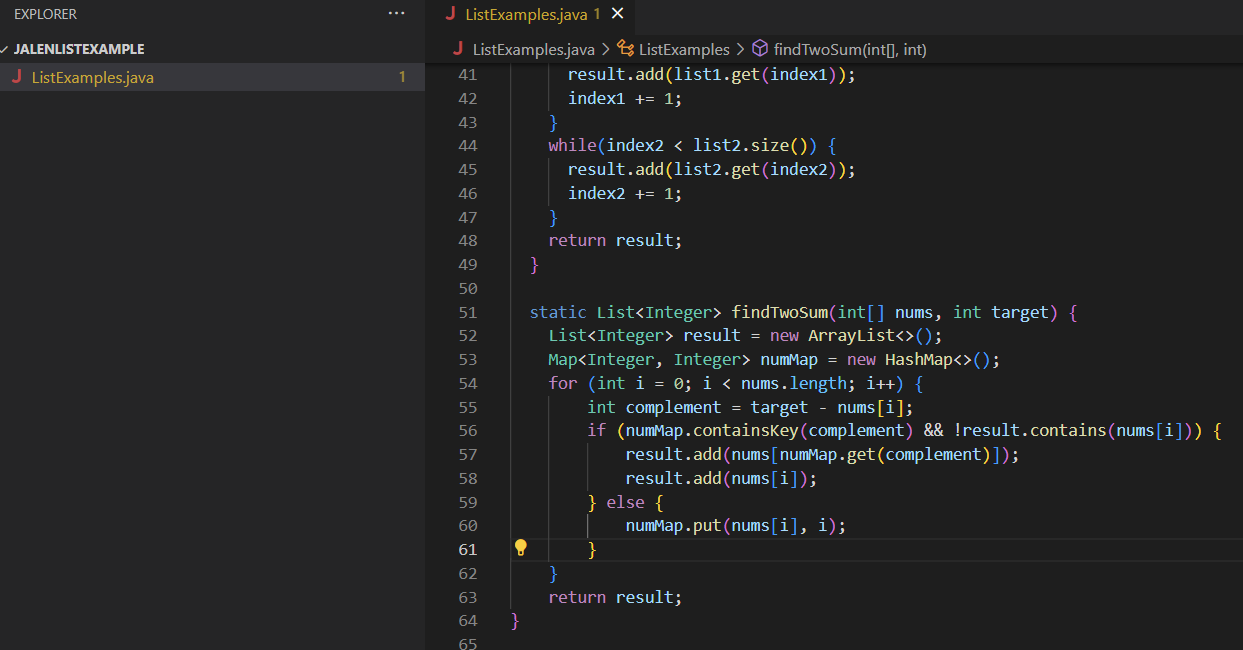 EXPLORER ···
JALENLISTEXAMPLE
J ListExamples.java 1
J ListExamples.java 1 ×
J ListExamples.java > ListExamples > findTwoSum(int[], int)
41 result.add(list1.get(index1));
42 index1 += 1;
43 }
44 while(index2 < list2.size()) {
45 result.add(list2.get(index2));
46 index2 += 1;
47 }
48 return result;
49 }
50
51 static List<Integer> findTwoSum(int[] nums, int target) {
52 List<Integer> result = new ArrayList<>();
53 Map<Integer, Integer> numMap = new HashMap<>();
54 for (int i = 0; i < nums.length; i++) {
55 int complement = target - nums[i];
56 if (numMap.containsKey(complement) && !result.contains(nums[i])) {
57 result.add(nums[numMap.get(complement)]);
58 result.add(nums[i]);
59 } else {
60 numMap.put(nums[i], i);
61 }
62 }
63 return result;
64 }
65